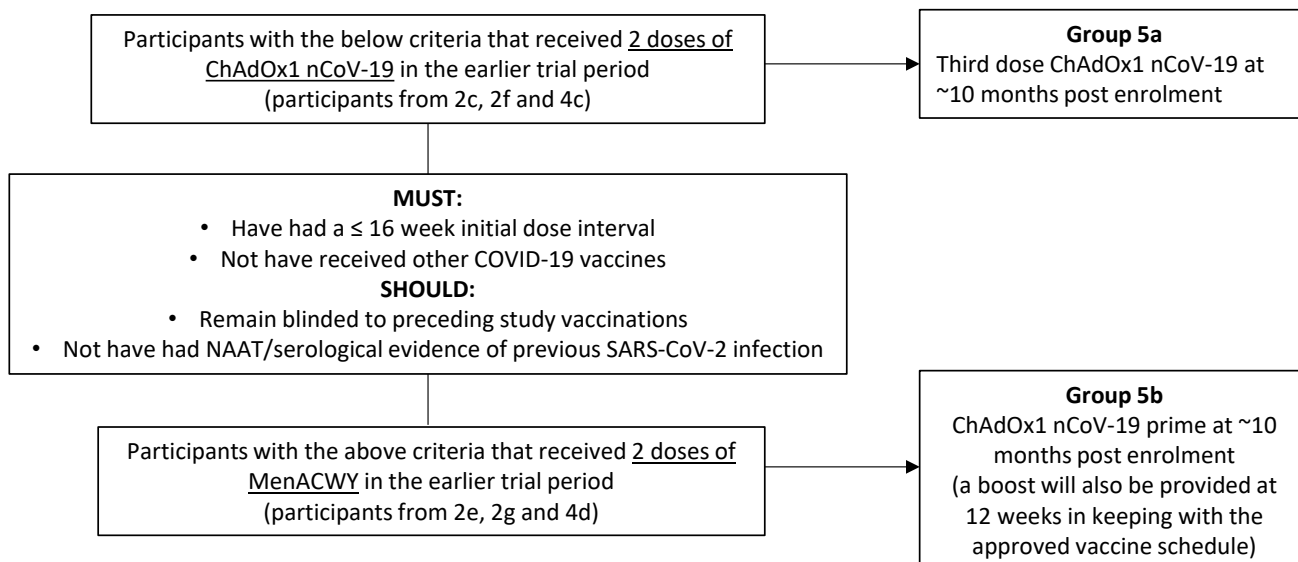 Participants with the below criteria that received 2 doses of
ChAdOx1 nCoV-19 in the earlier trial period
(participants from 2c, 2f and 4c)
Group 5a
Third dose ChAdOx1 nCoV-19 at
~10 months post enrolment
MUST:
• Have had a ≤ 16 week initial dose interval
• Not have received other COVID-19 vaccines
SHOULD:
• Remain blinded to preceding study vaccinations
• Not have had NAAT/serological evidence of previous SARS-CoV-2 infection
Participants with the above criteria that received 2 doses of
MenACWY in the earlier trial period
(participants from 2e, 2g and 4d)
Group 5b
ChAdOx1 nCoV-19 prime at ~10
months post enrolment
(a boost will also be provided at
12 weeks in keeping with the
approved vaccine schedule)